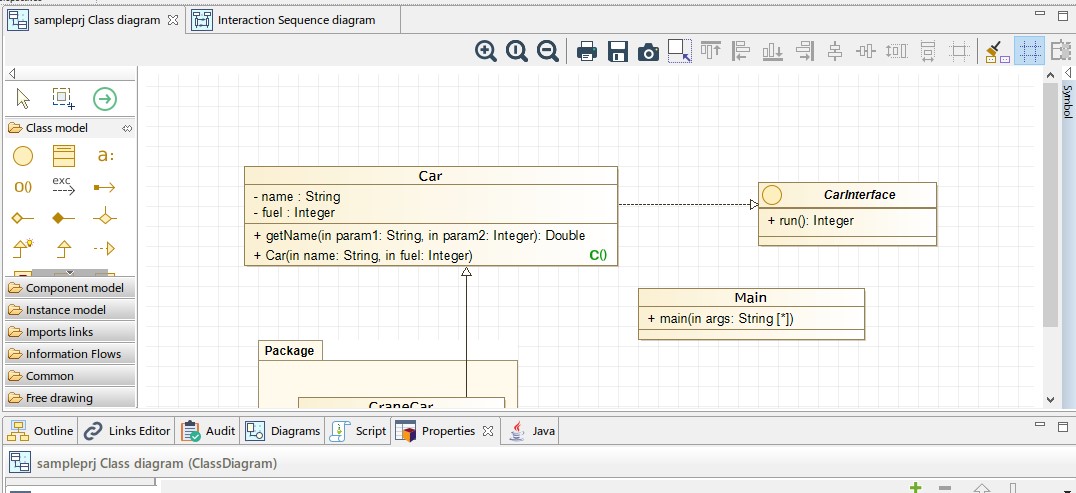 sampleprj Class diagram
Interaction Sequence diagram
Symbol
Class model
a:
O()
exc
Component model
Instance model
Imports links
Information Flows
Common
Free drawing
Car
- name : String
- fuel : Integer
+ getName(in param1: String, in param2: Integer): Double
+ Car(in name: String, in fuel: Integer)
C()
CarInterface
+ run(): Integer
Main
+ main(in args: String [*])
Package
CraneCar
Outline
Links Editor
Audit
Diagrams
Script
Properties
Java
sampleprj Class diagram (ClassDiagram)